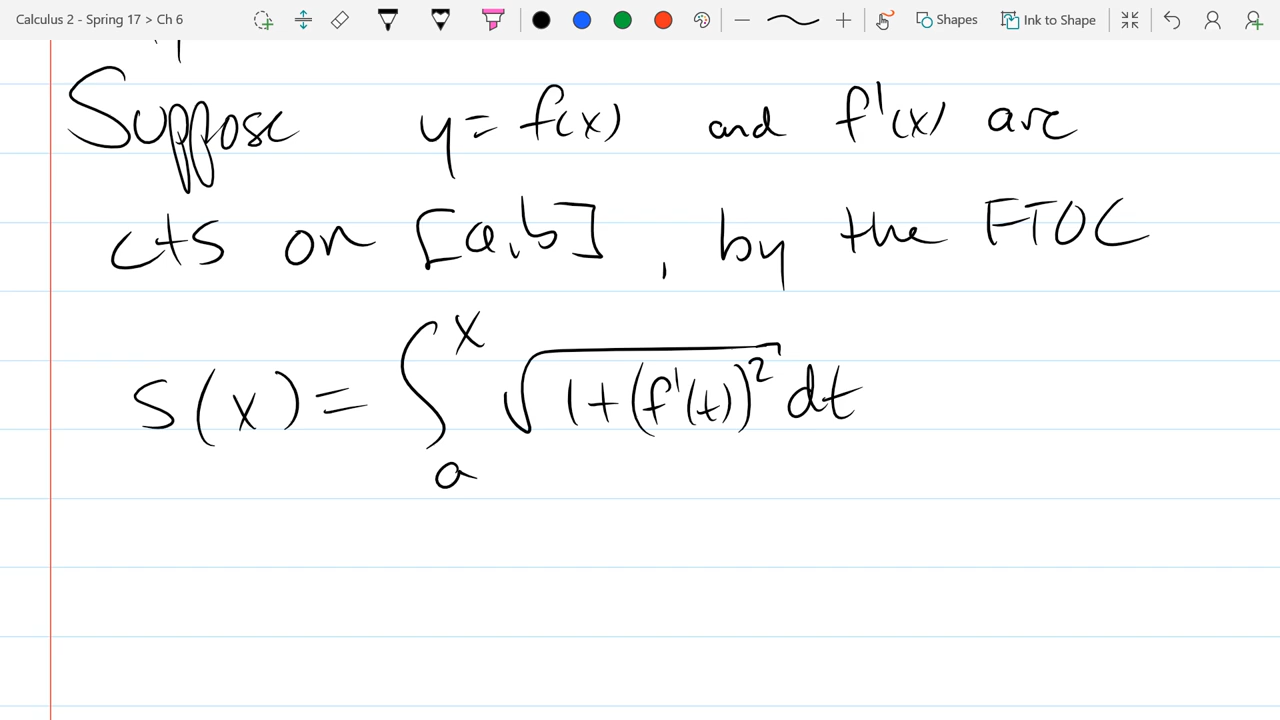 Calculus 2 - Spring 17 > Ch 6
Shapes
Ink to Shape
Suppose y = f(x) and f'(x) are
cts on [a,b], by the FTOC
S(x) = ∫_a^x √(1+(f'(t))²) dt